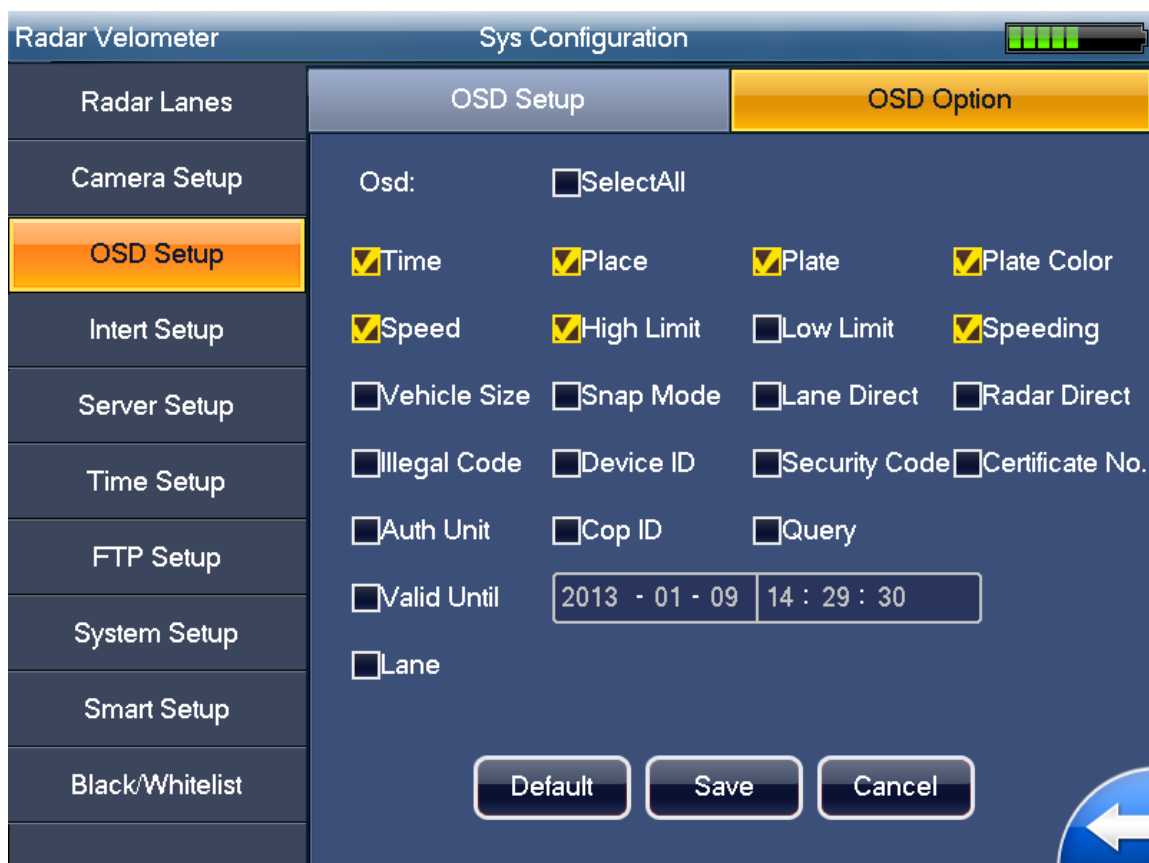 Radar Velometer
Sys Configuration
Radar Lanes
Camera Setup
OSD Setup
Intert Setup
Server Setup
Time Setup
FTP Setup
System Setup
Smart Setup
Black/Whitelist
OSD Setup
OSD Option
Osd: SelectAll
Time Place Plate Plate Color
Speed High Limit Low Limit Speeding
Vehicle Size Snap Mode Lane Direct Radar Direct
Illegal Code Device ID Security Code Certificate No.
Auth Unit Cop ID Query
Valid Until 2013 - 01 - 09 14 : 29 : 30
Lane
Default Save Cancel